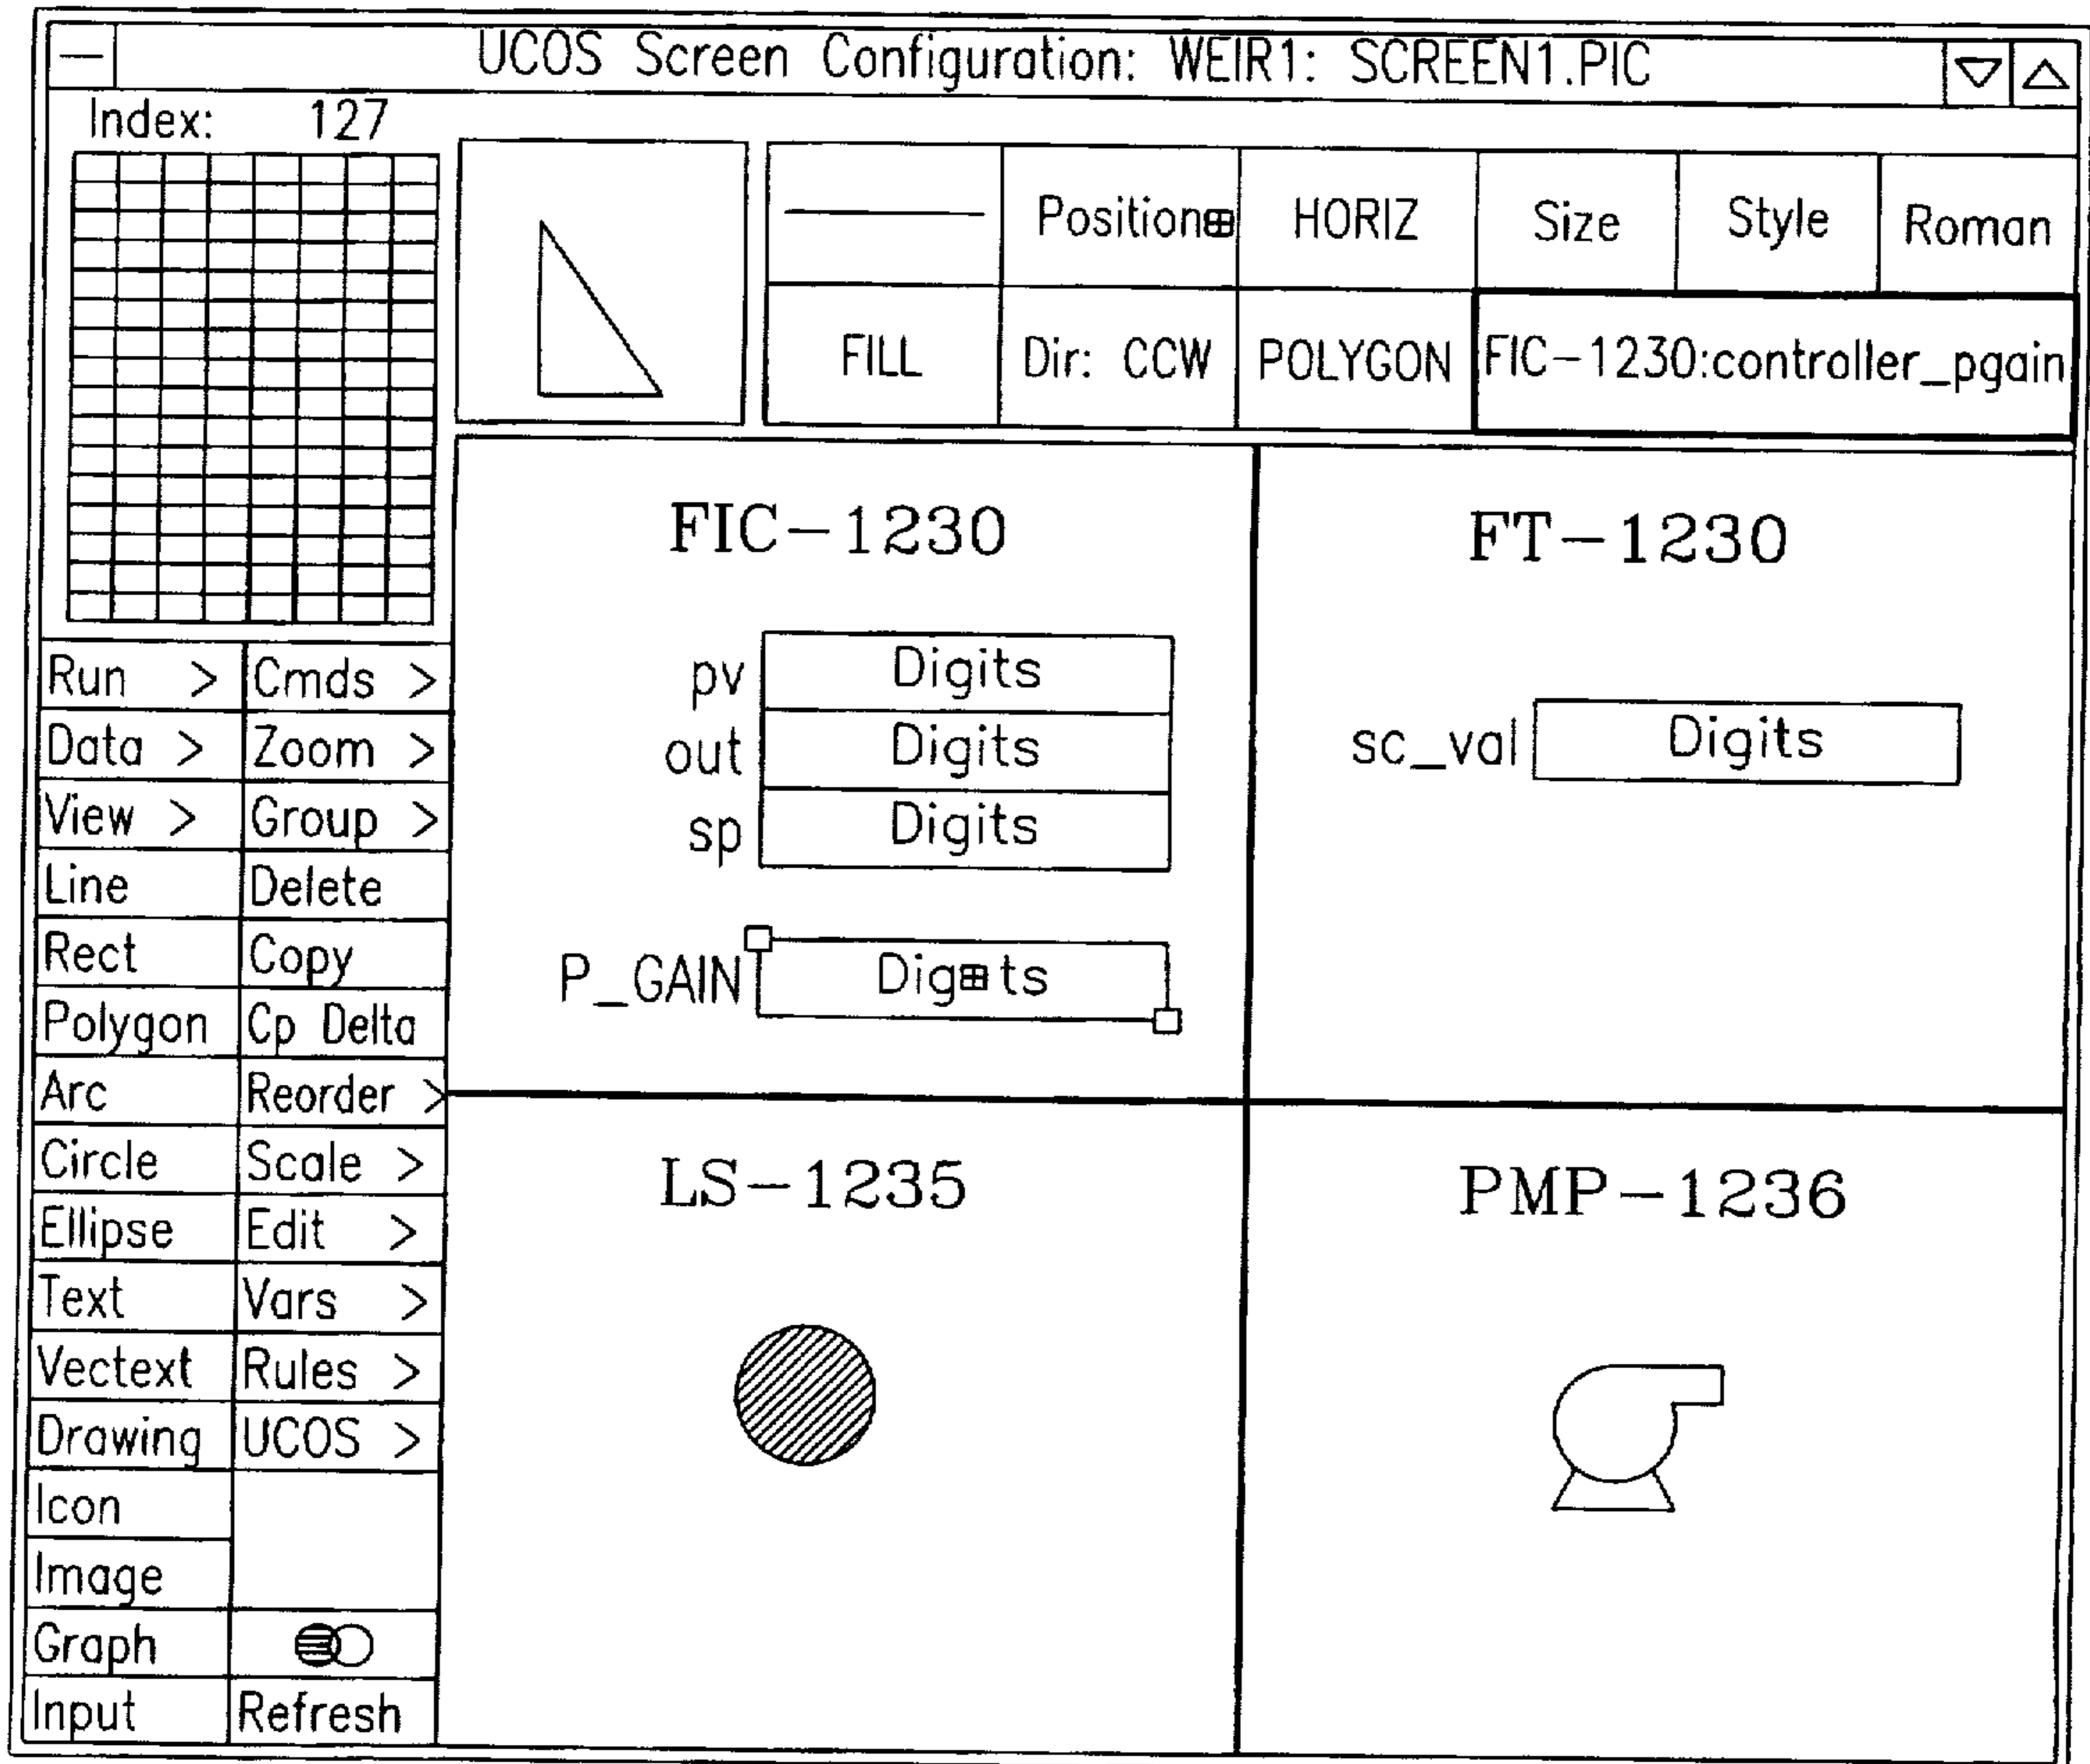 UCOS Screen Configuration: WEIR1: SCREEN1.PIC
Index: 127
Position HORIZ Size Style Roman
FILL Dir: CCW POLYGON FIC-1230:controller_pgain
FIC-1230
pv Digits
out Digits
sp Digits
P_GAIN Digits
FT-1230
sc_val Digits
LS-1235
PMP-1236
Run > Cmds >
Data > Zoom >
View > Group >
Line Delete
Rect Copy
Polygon Cp Delta
Arc Reorder >
Circle Scale >
Ellipse Edit >
Text Vars >
Vectext Rules >
Drawing UCOS >
Icon
Image
Graph
Input Refresh